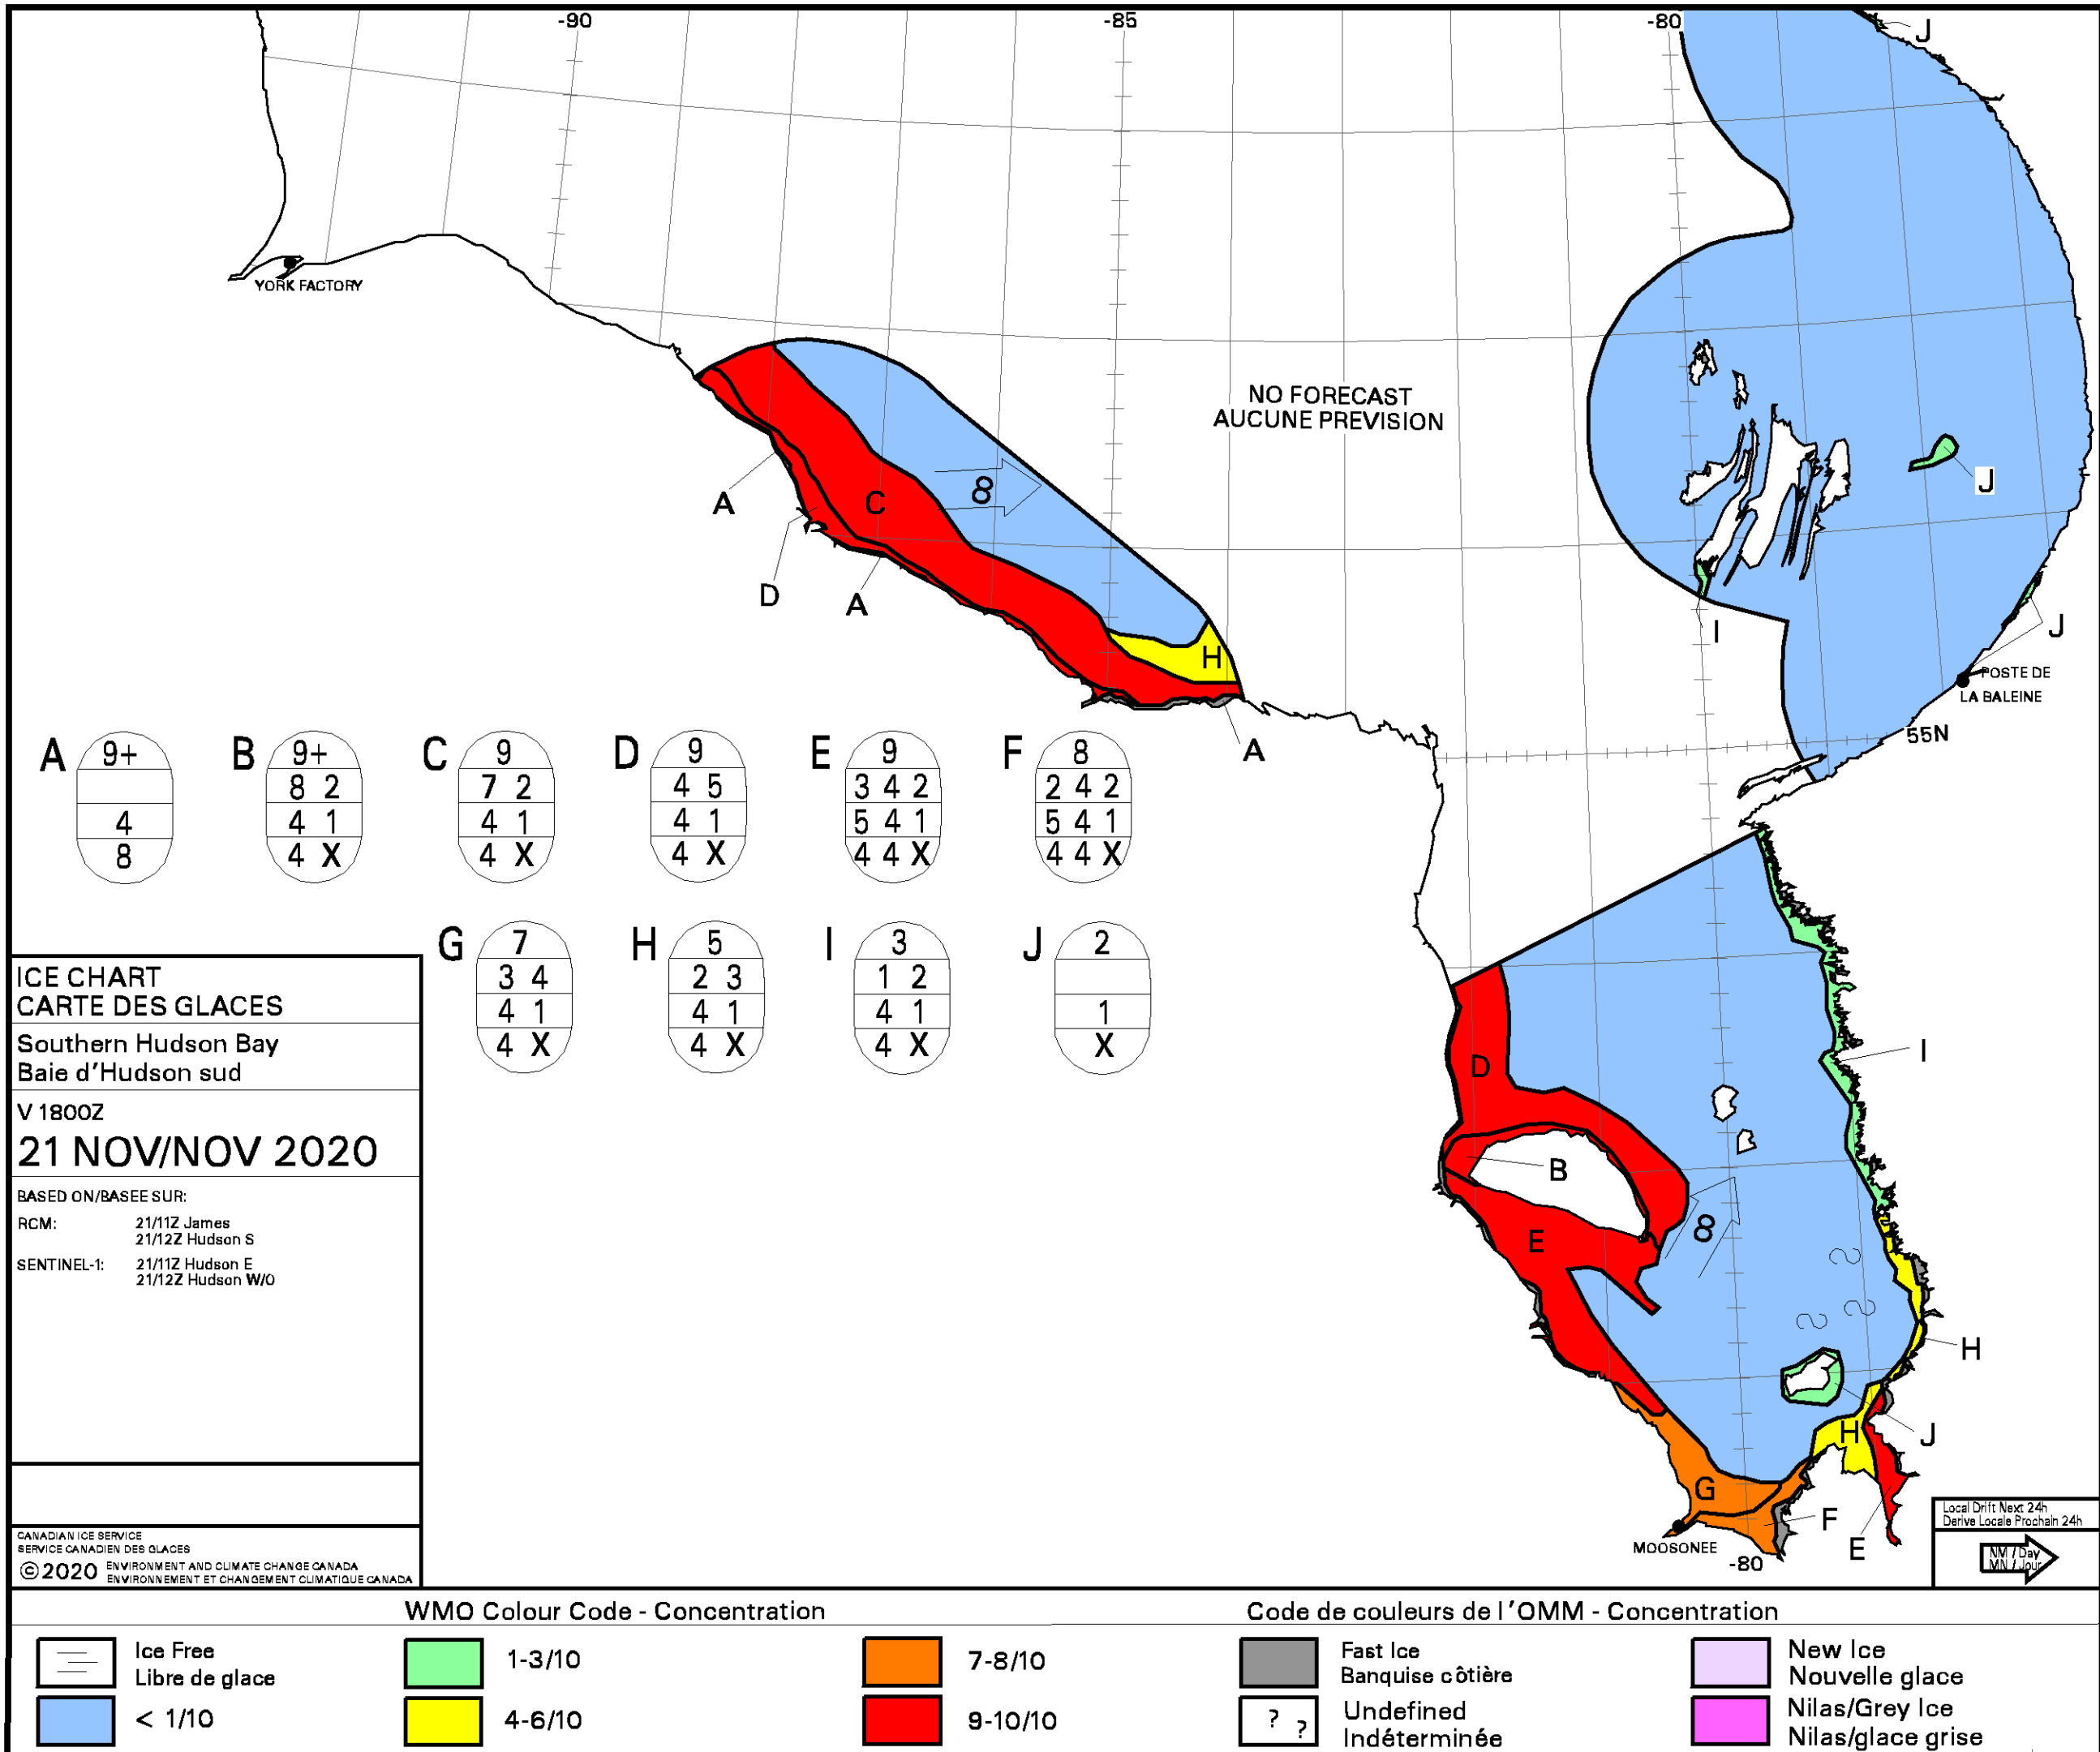 -90
-85
-80
J
YORK FACTORY
NO FORECAST
AUCUNE PREVISION
8
C
A
D
A
H
A
J
I
J
POSTE DE
LA BALEINE
55N
A
9+
4
8
B
9+
8 2
4 1
4 X
C
9
7 2
4 1
4 X
D
9
4 5
4 1
4 X
E
9
3 4 2
5 4 1
4 4 X
F
8
2 4 2
5 4 1
4 4 X
G
7
3 4
4 1
4 X
H
5
2 3
4 1
4 X
I
3
1 2
4 1
4 X
J
2
1
X
D
I
B
E
8
H
J
H
G
F
E
MOOSONEE
-80
ICE CHART
CARTE DES GLACES
Southern Hudson Bay
Baie d'Hudson sud
V 1800Z
21 NOV/NOV 2020
BASED ON/BASEE SUR:
RCM: 21/11Z James
21/12Z Hudson S
SENTINEL-1: 21/11Z Hudson E
21/12Z Hudson W/O
CANADIAN ICE SERVICE
SERVICE CANADIEN DES GLACES
© 2020 ENVIRONMENT AND CLIMATE CHANGE CANADA
ENVIRONNEMENT ET CHANGEMENT CLIMATIQUE CANADA
Local Drift Next 24h
Derive Locale Prochain 24h
NM / Day
MN / Jour
WMO Colour Code - Concentration
Code de couleurs de l'OMM - Concentration
Ice Free
Libre de glace
< 1/10
1-3/10
4-6/10
7-8/10
9-10/10
Fast Ice
Banquise côtière
? ?
Undefined
Indéterminée
New Ice
Nouvelle glace
Nilas/Grey Ice
Nilas/glace grise